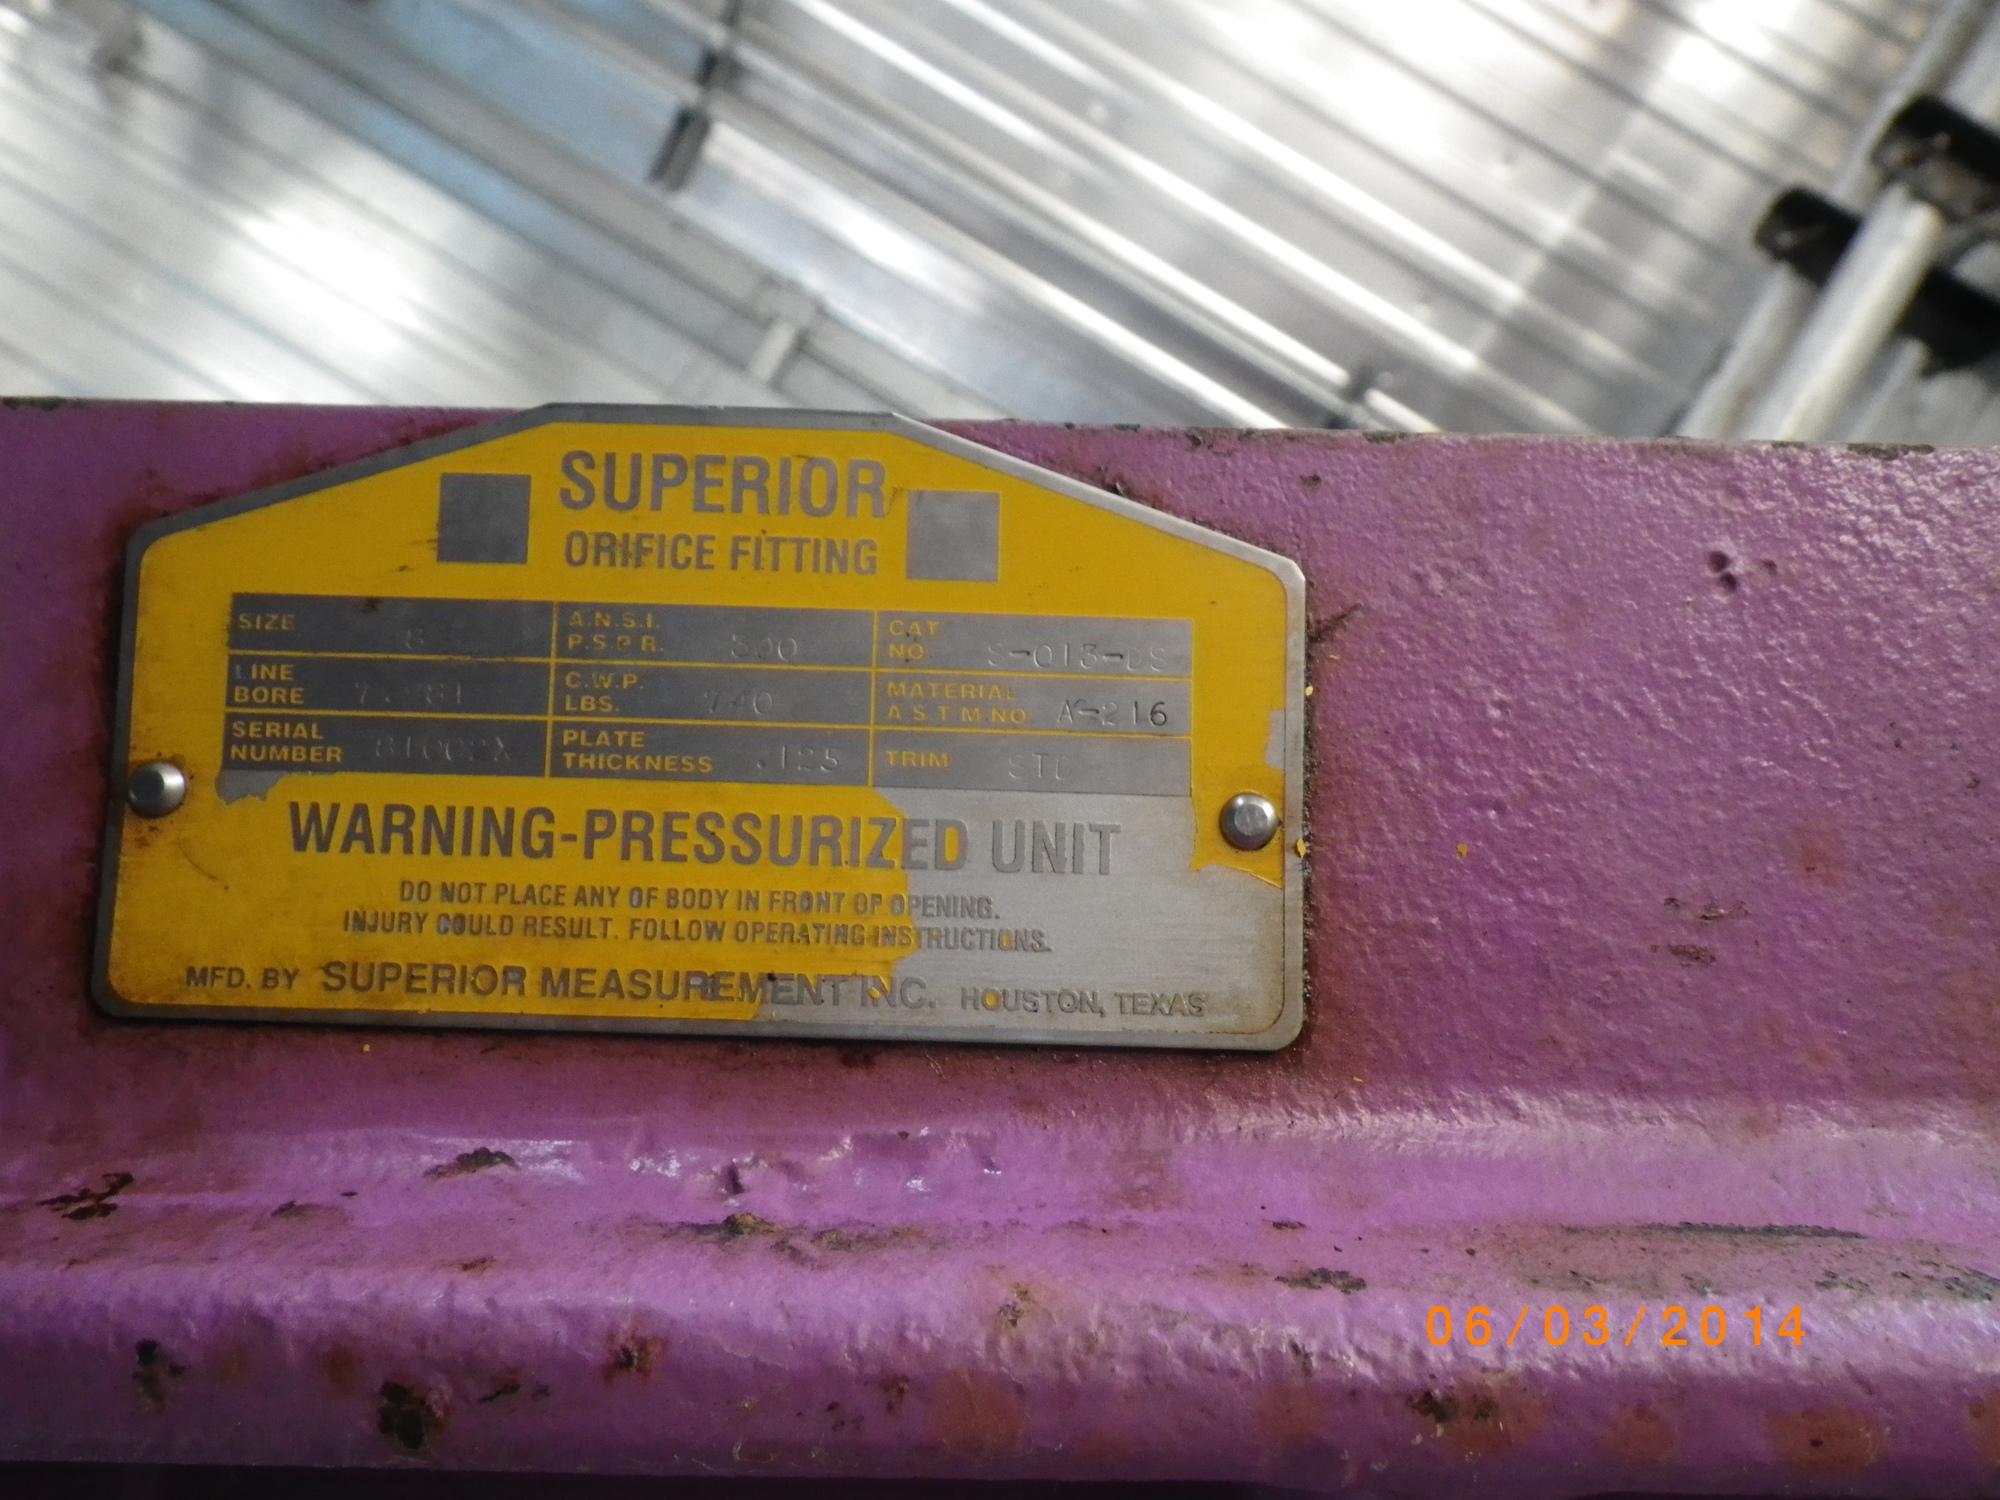 SUPERIOR
ORIFICE FITTING
SIZE A.N.S.I. P.S.P.R. CAT NO.
LINE BORE C.W.P. LBS. MATERIAL A.S.T.M NO. A-216
SERIAL NUMBER PLATE THICKNESS .125 TRIM
WARNING-PRESSURIZED UNIT
DO NOT PLACE ANY OF BODY IN FRONT OF OPENING.
INJURY COULD RESULT. FOLLOW OPERATING INSTRUCTIONS.
MFD. BY SUPERIOR MEASUREMENT INC. HOUSTON, TEXAS
06/03/2014